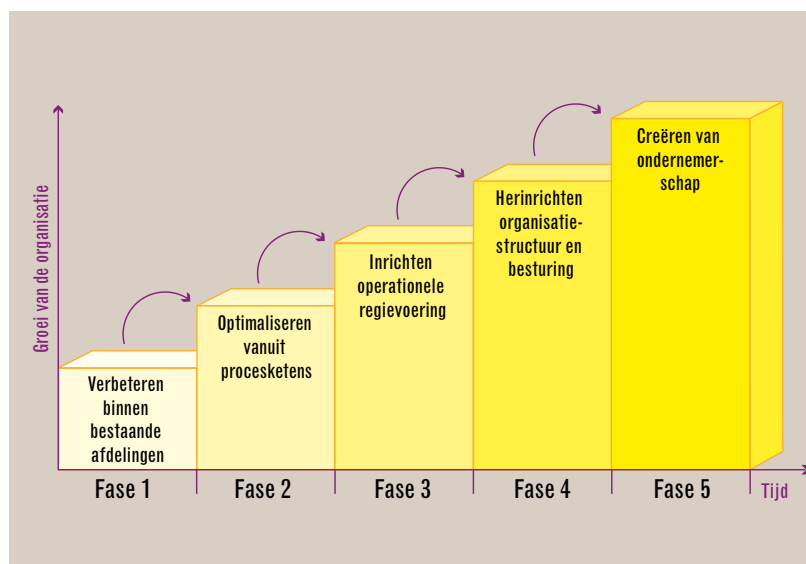 Groei van de organisatie
Verbeteren
binnen
bestaande
afdelingen
Optimaliseren
vanuit
procesketens
Inrichten
operationele
regievoering
Herinrichten
organisatie-
structuur en
besturing
Creëren van
ondernemer-
schap
Fase 1
Fase 2
Fase 3
Fase 4
Fase 5
Tijd